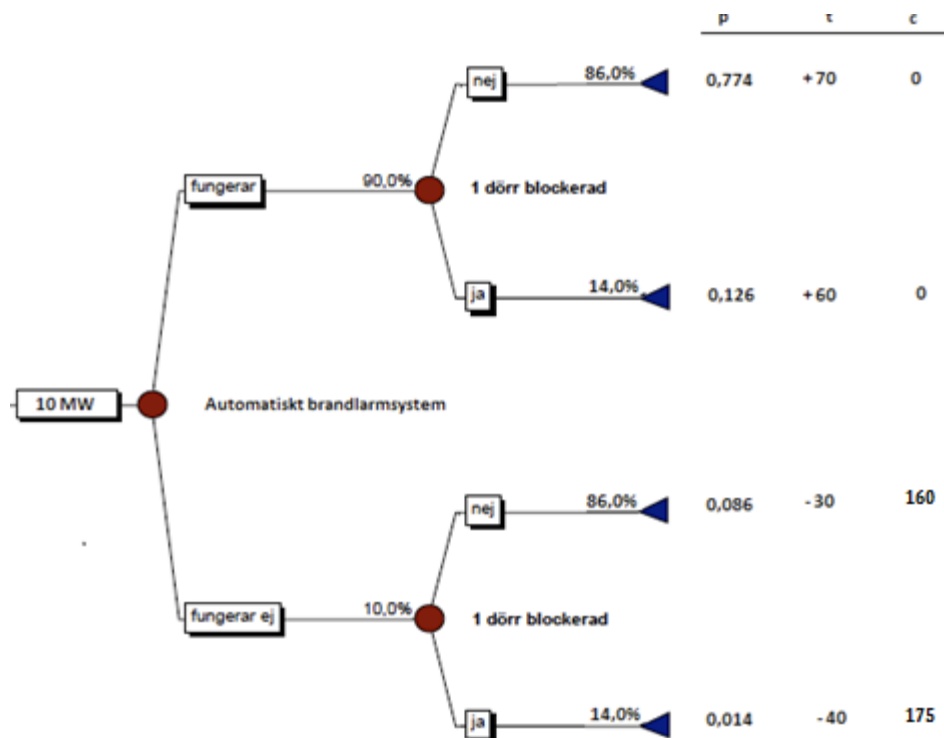 p t c
nej 86,0% 0,774 +70 0
fungerar 90,0% 1 dörr blockerad
ja 14,0% 0,126 +60 0
10 MW Automatiskt brandlarmsystem
nej 86,0% 0,086 -30 160
fungerar ej 10,0% 1 dörr blockerad
ja 14,0% 0,014 -40 175